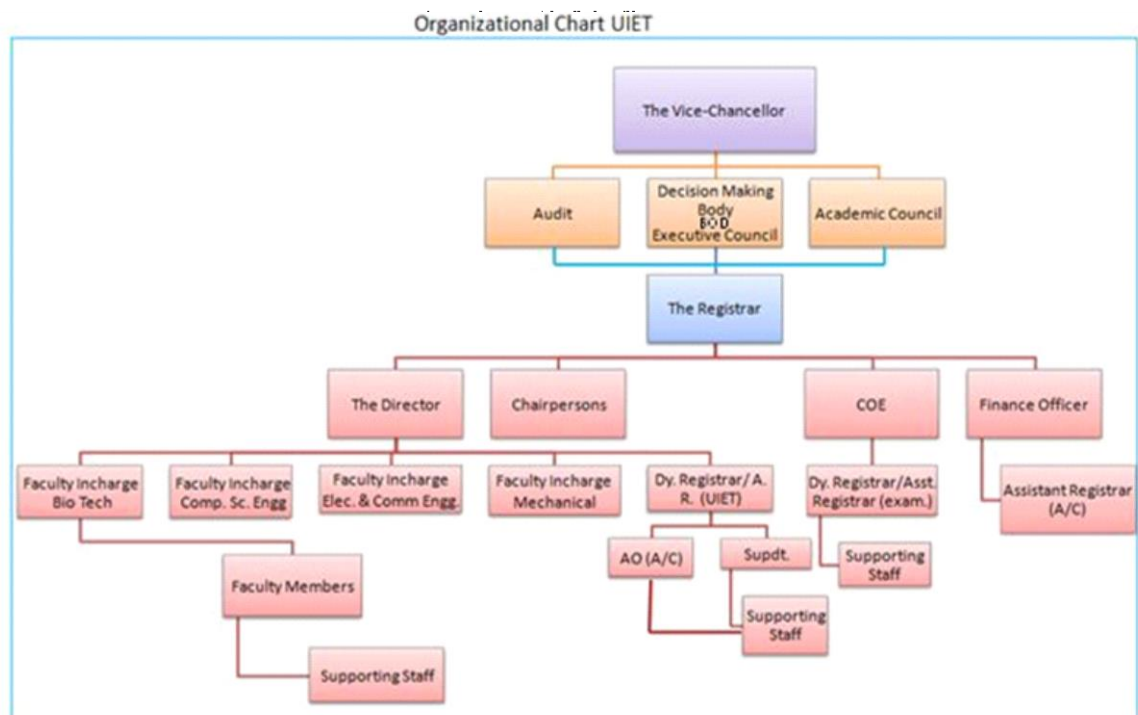 Organizational Chart UIET
The Vice-Chancellor
Audit
Decision Making
Body
BOD
Executive Council
Academic Council
The Registrar
The Director
Chairpersons
COE
Finance Officer
Faculty Incharge
Bio Tech
Faculty Incharge
Comp. Sc. Engg
Faculty Incharge
Elec. & Comm Engg.
Faculty Incharge
Mechanical
Dy. Registrar/ A.
R. (UIET)
Dy. Registrar/Asst.
Registrar (exam.)
Assistant Registrar
(A/C)
AO (A/C)
Supdt.
Supporting
Staff
Faculty Members
Supporting
Staff
Supporting Staff